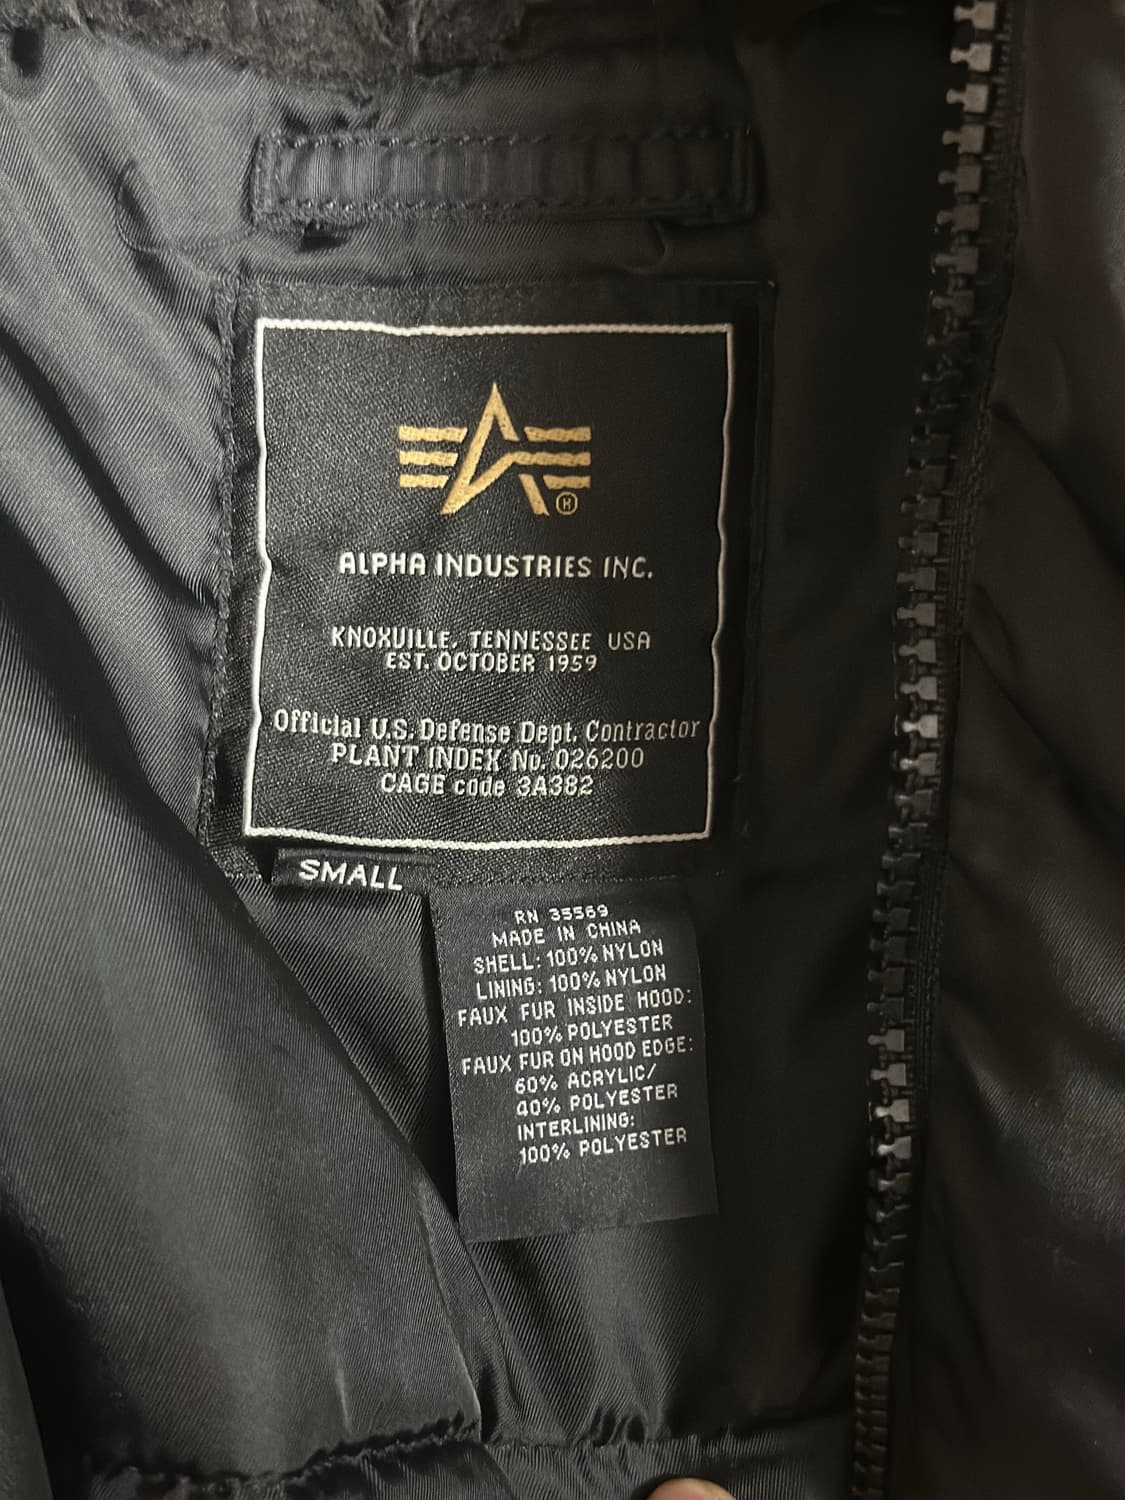 ®
ALPHA INDUSTRIES INC.
KNOXVILLE, TENNESSEE USA
EST. OCTOBER 1959
Official U.S. Defense Dept. Contractor
PLANT INDEX No. 026200
CAGE code 3A382
SMALL
RN 35569
MADE IN CHINA
SHELL: 100% NYLON
LINING: 100% NYLON
FAUX FUR INSIDE HOOD:
100% POLYESTER
FAUX FUR ON HOOD EDGE:
60% ACRYLIC/
40% POLYESTER
INTERLINING:
100% POLYESTER